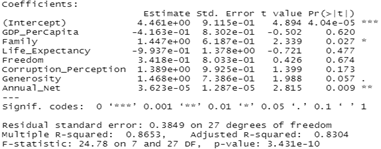 Coefficients:
Estimate Std. Error t value Pr(>|t|)
(Intercept) 4.461e+00 9.115e-01 4.894 4.04e-05 ***
GDP_PerCapita -4.163e-01 8.302e-01 -0.502 0.620
Family 1.447e+00 6.187e-01 2.339 0.027 *
Life_Expectancy -9.937e-01 1.378e+00 -0.721 0.477
Freedom 3.418e-01 8.033e-01 0.426 0.674
Corruption_Perception 1.389e+00 9.925e-01 1.399 0.173
Generosity 1.468e+00 7.386e-01 1.988 0.057 .
Annual_Net 3.623e-05 1.287e-05 2.815 0.009 **
---
Signif. codes: 0 ‘***’ 0.001 ‘**’ 0.01 ‘*’ 0.05 ‘.’ 0.1 ‘ ’ 1
Residual standard error: 0.3849 on 27 degrees of freedom
Multiple R-squared: 0.8653, Adjusted R-squared: 0.8304
F-statistic: 24.78 on 7 and 27 DF, p-value: 3.431e-10